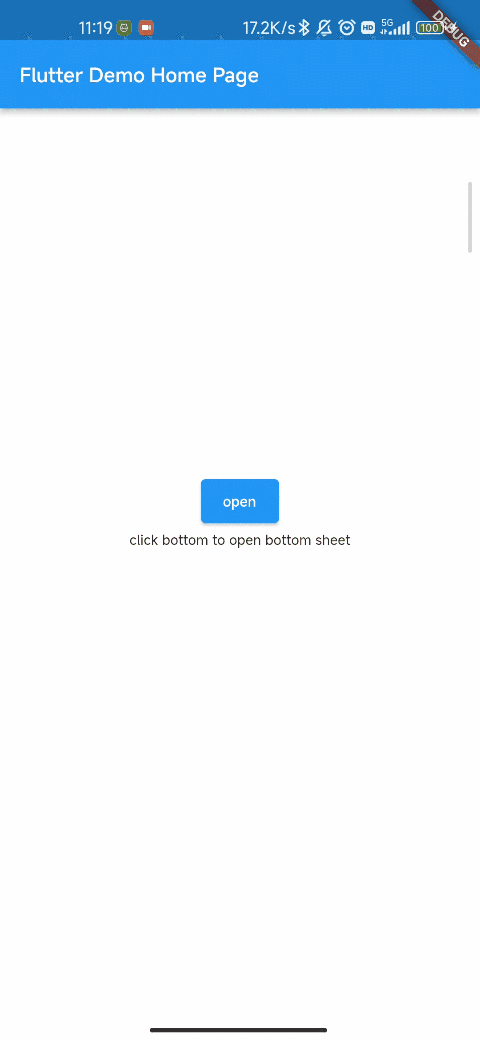 11:19 17.2K/s HD 5G 100
DEBUG
Flutter Demo Home Page
open
click bottom to open bottom sheet